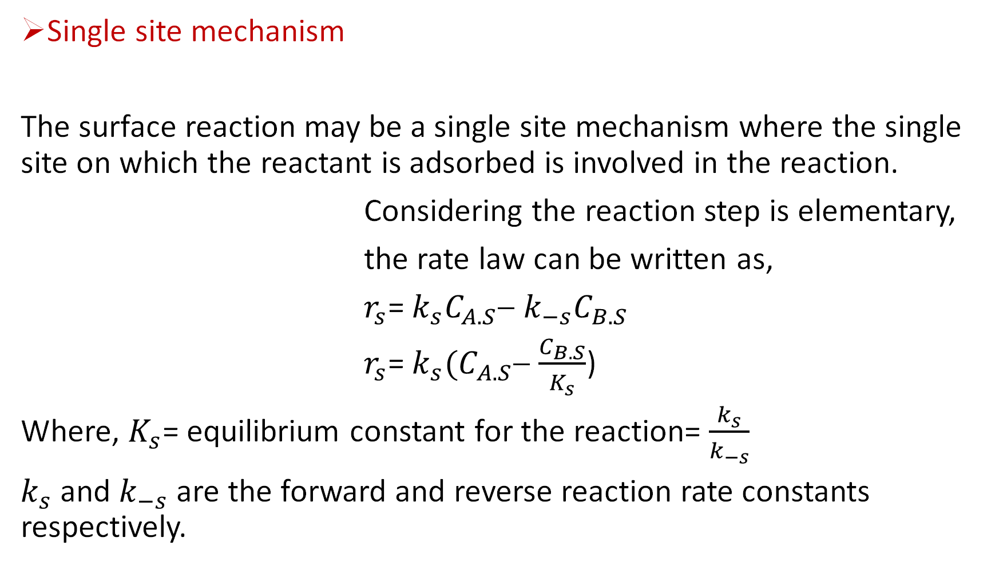 ➢Single site mechanism
The surface reaction may be a single site mechanism where the single
site on which the reactant is adsorbed is involved in the reaction.
Considering the reaction step is elementary,
the rate law can be written as,
$r_s = k_s C_{A.S} - k_{-s} C_{B.S}$
$r_s = k_s (C_{A.S} - \frac{C_{B.S}}{K_s})$
Where, $K_s$= equilibrium constant for the reaction= $\frac{k_s}{k_{-s}}$
$k_s$ and $k_{-s}$ are the forward and reverse reaction rate constants
respectively.